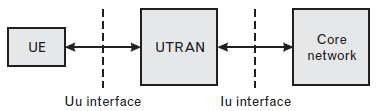 UE
UTRAN
Core
network
Uu interface
Iu interface